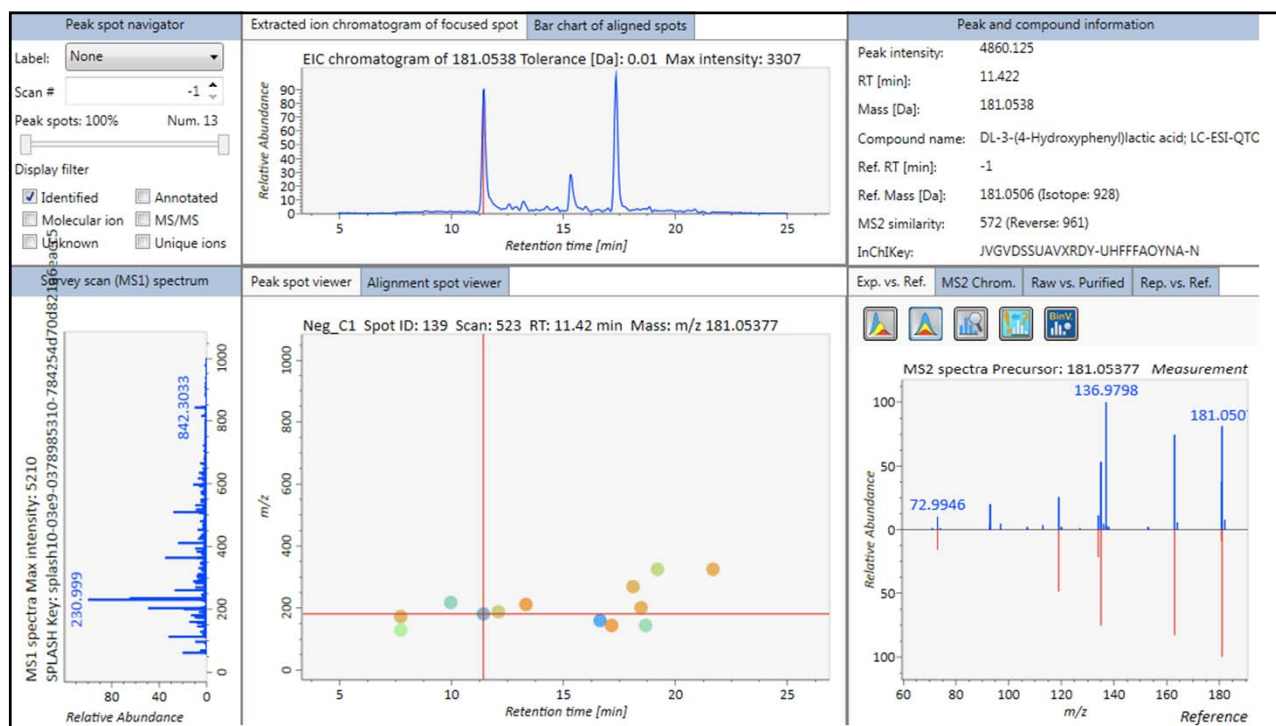 Peak spot navigator
Label: None
Scan # -1
Peak spots: 100% Num. 13
Display filter
Identified Annotated
Molecular ion MS/MS
Unknown Unique ions
Extracted ion chromatogram of focused spot Bar chart of aligned spots
EIC chromatogram of 181.0538 Tolerance [Da]: 0.01 Max intensity: 3307
Relative Abundance
90
80
70
60
50
40
30
20
10
0
5 10 15 20 25
Retention time [min]
Peak and compound information
Peak intensity: 4860.125
RT [min]: 11.422
Mass [Da]: 181.0538
Compound name: DL-3-(4-Hydroxyphenyl)lactic acid; LC-ESI-QTO
Ref. RT [min]: -1
Ref. Mass [Da]: 181.0506 (Isotope: 928)
MS2 similarity: 572 (Reverse: 961)
InChIKey: JVGVDSSUAVXRDY-UHFFFAOYNA-N
Survey scan (MS1) spectrum
MS1 spectra Max intensity: 5210
230.999
842.3033
1000
800
600
400
200
0
80 40 0
Relative Abundance
Peak spot viewer Alignment spot viewer
Neg_C1 Spot ID: 139 Scan: 523 RT: 11.42 min Mass: m/z 181.05377
m/z
1000
800
600
400
200
0
5 10 15 20 25
Retention time [min]
Exp. vs. Ref. MS2 Chrom. Raw vs. Purified Rep. vs. Ref.
BinV.
MS2 spectra Precursor: 181.05377 Measurement
136.9798
181.050
72.9946
Relative Abundance
100
50
0
50
100
60 80 100 120 140 160 180
m/z
Reference